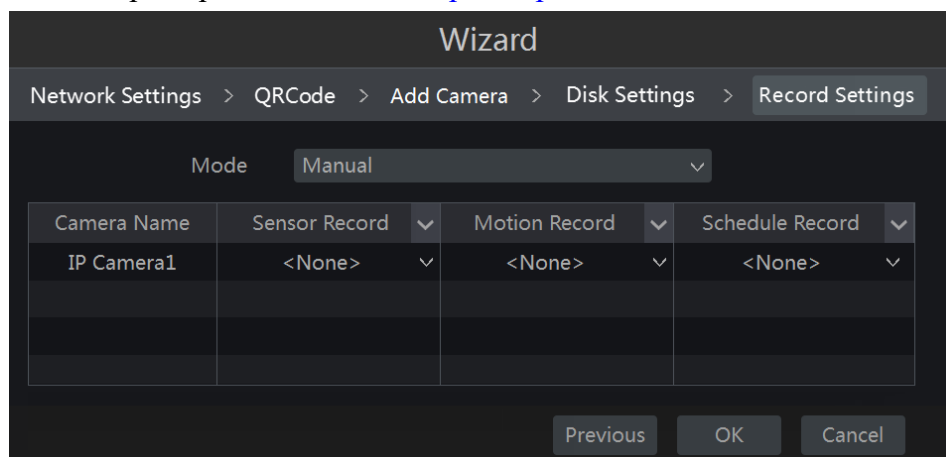 Wizard
Network Settings > QRCode > Add Camera > Disk Settings > Record Settings
Mode Manual
Camera Name Sensor Record Motion Record Schedule Record
IP Camera1 <None> <None> <None>
Previous OK Cancel